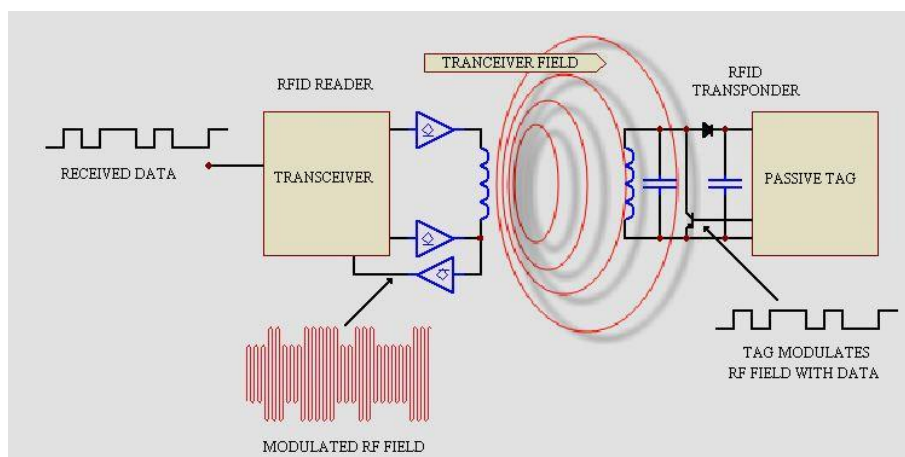 TRANCEIVER FIELD
RFID READER
RFID
TRANSPONDER
RECEIVED DATA
TRANSCEIVER
PASSIVE TAG
TAG MODULATES
RF FIELD WITH DATA
MODULATED RF FIELD